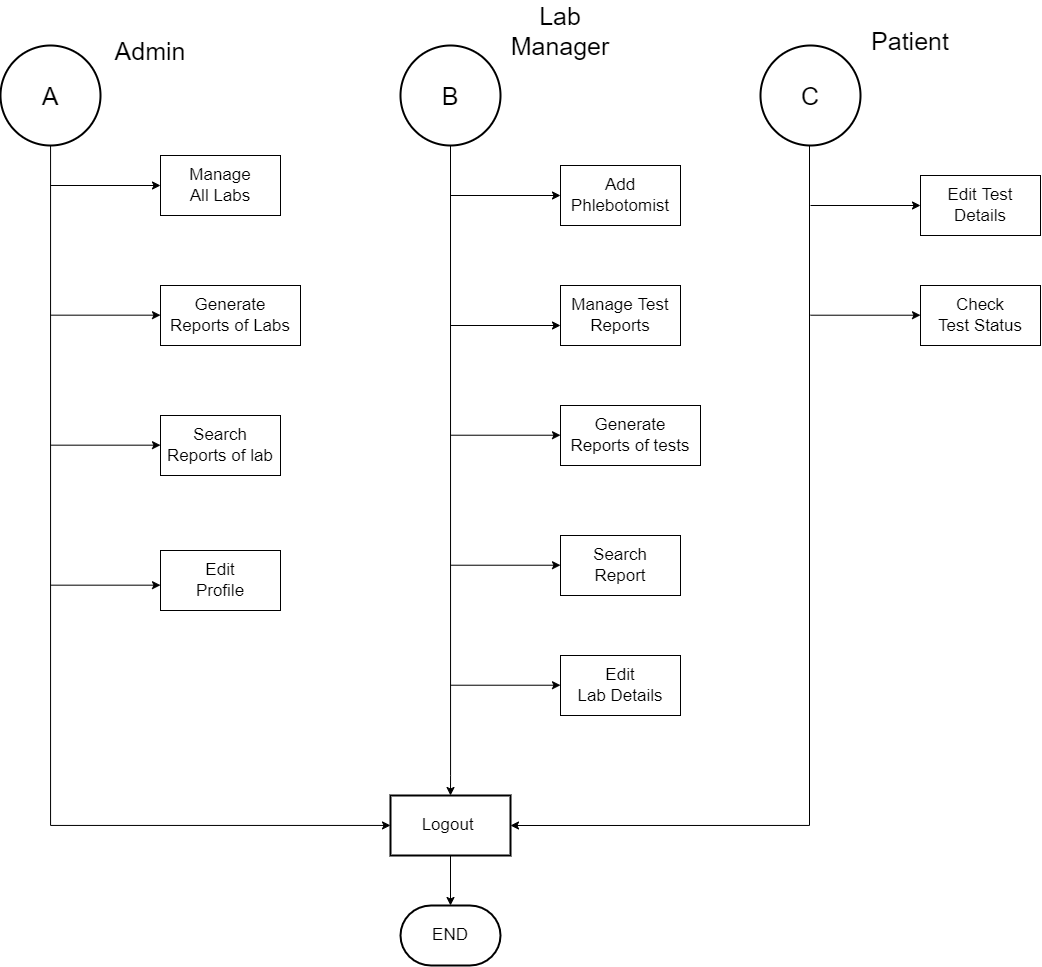 Admin
Lab
Manager
Patient
A
B
C
Manage
All Labs
Add
Phlebotomist
Edit Test
Details
Generate
Reports of Labs
Manage Test
Reports
Check
Test Status
Search
Reports of lab
Generate
Reports of tests
Edit
Profile
Search
Report
Edit
Lab Details
Logout
END